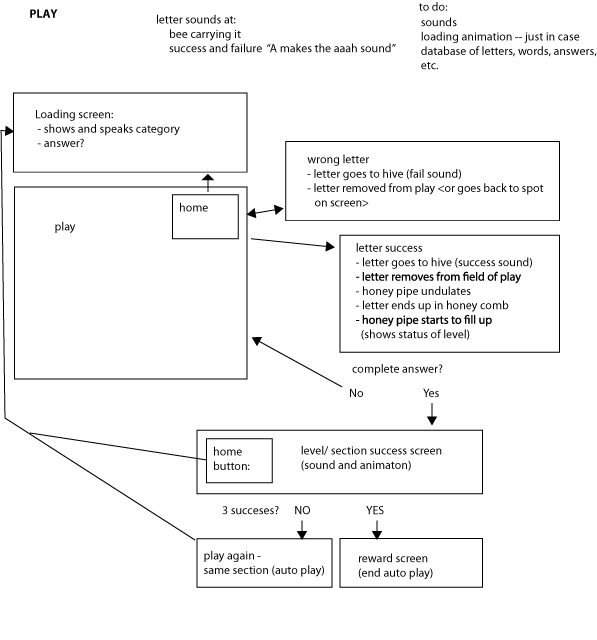 PLAY
letter sounds at:
bee carrying it
success and failure "A makes the aaah sound"
to do:
sounds
loading animation -- just in case
database of letters, words, answers,
etc.
Loading screen:
- shows and speaks category
- answer?
wrong letter
- letter goes to hive (fail sound)
- letter removed from play <or goes back to spot
on screen>
home
play
letter success
- letter goes to hive (success sound)
- letter removes from field of play
- honey pipe undulates
- letter ends up in honey comb
- honey pipe starts to fill up
(shows status of level)
complete answer?
No
Yes
home
button:
level/ section success screen
(sound and animaton)
3 succeses?
NO
YES
play again -
same section (auto play)
reward screen
(end auto play)